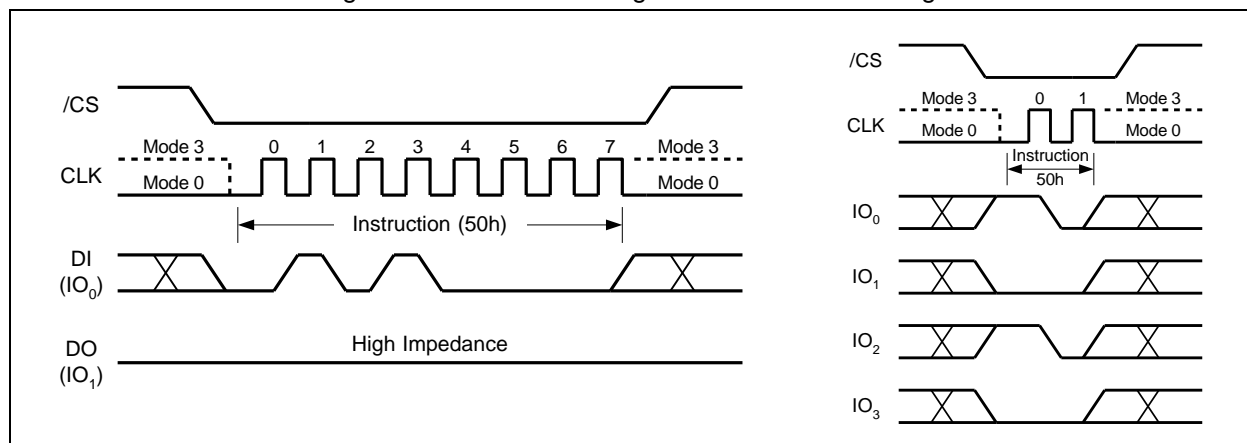 /CS
Mode 3 0 1 2 3 4 5 6 7 Mode 3
CLK
Mode 0 Mode 0
Instruction (50h)
DI
(IO0)
High Impedance
DO
(IO1)
/CS
Mode 3 0 1 Mode 3
CLK
Mode 0 Mode 0
Instruction
50h
IO0
IO1
IO2
IO3